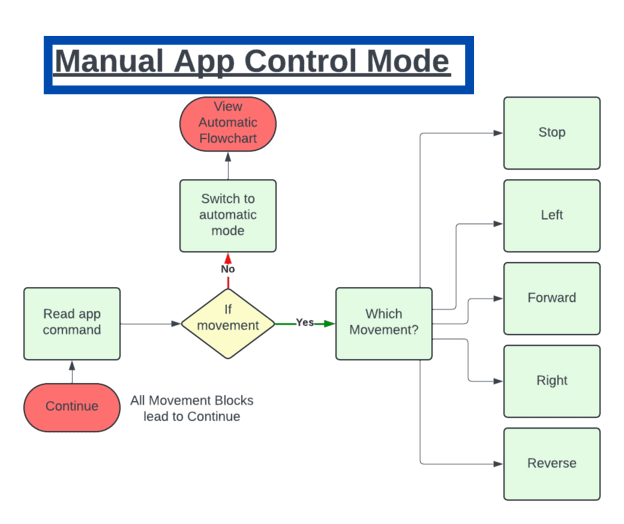 Manual App Control Mode
View
Automatic
Flowchart
Stop
Switch to
automatic
mode
Left
No
Forward
Read app
command
If
movement
Yes
Which
Movement?
Right
Continue
All Movement Blocks
lead to Continue
Reverse